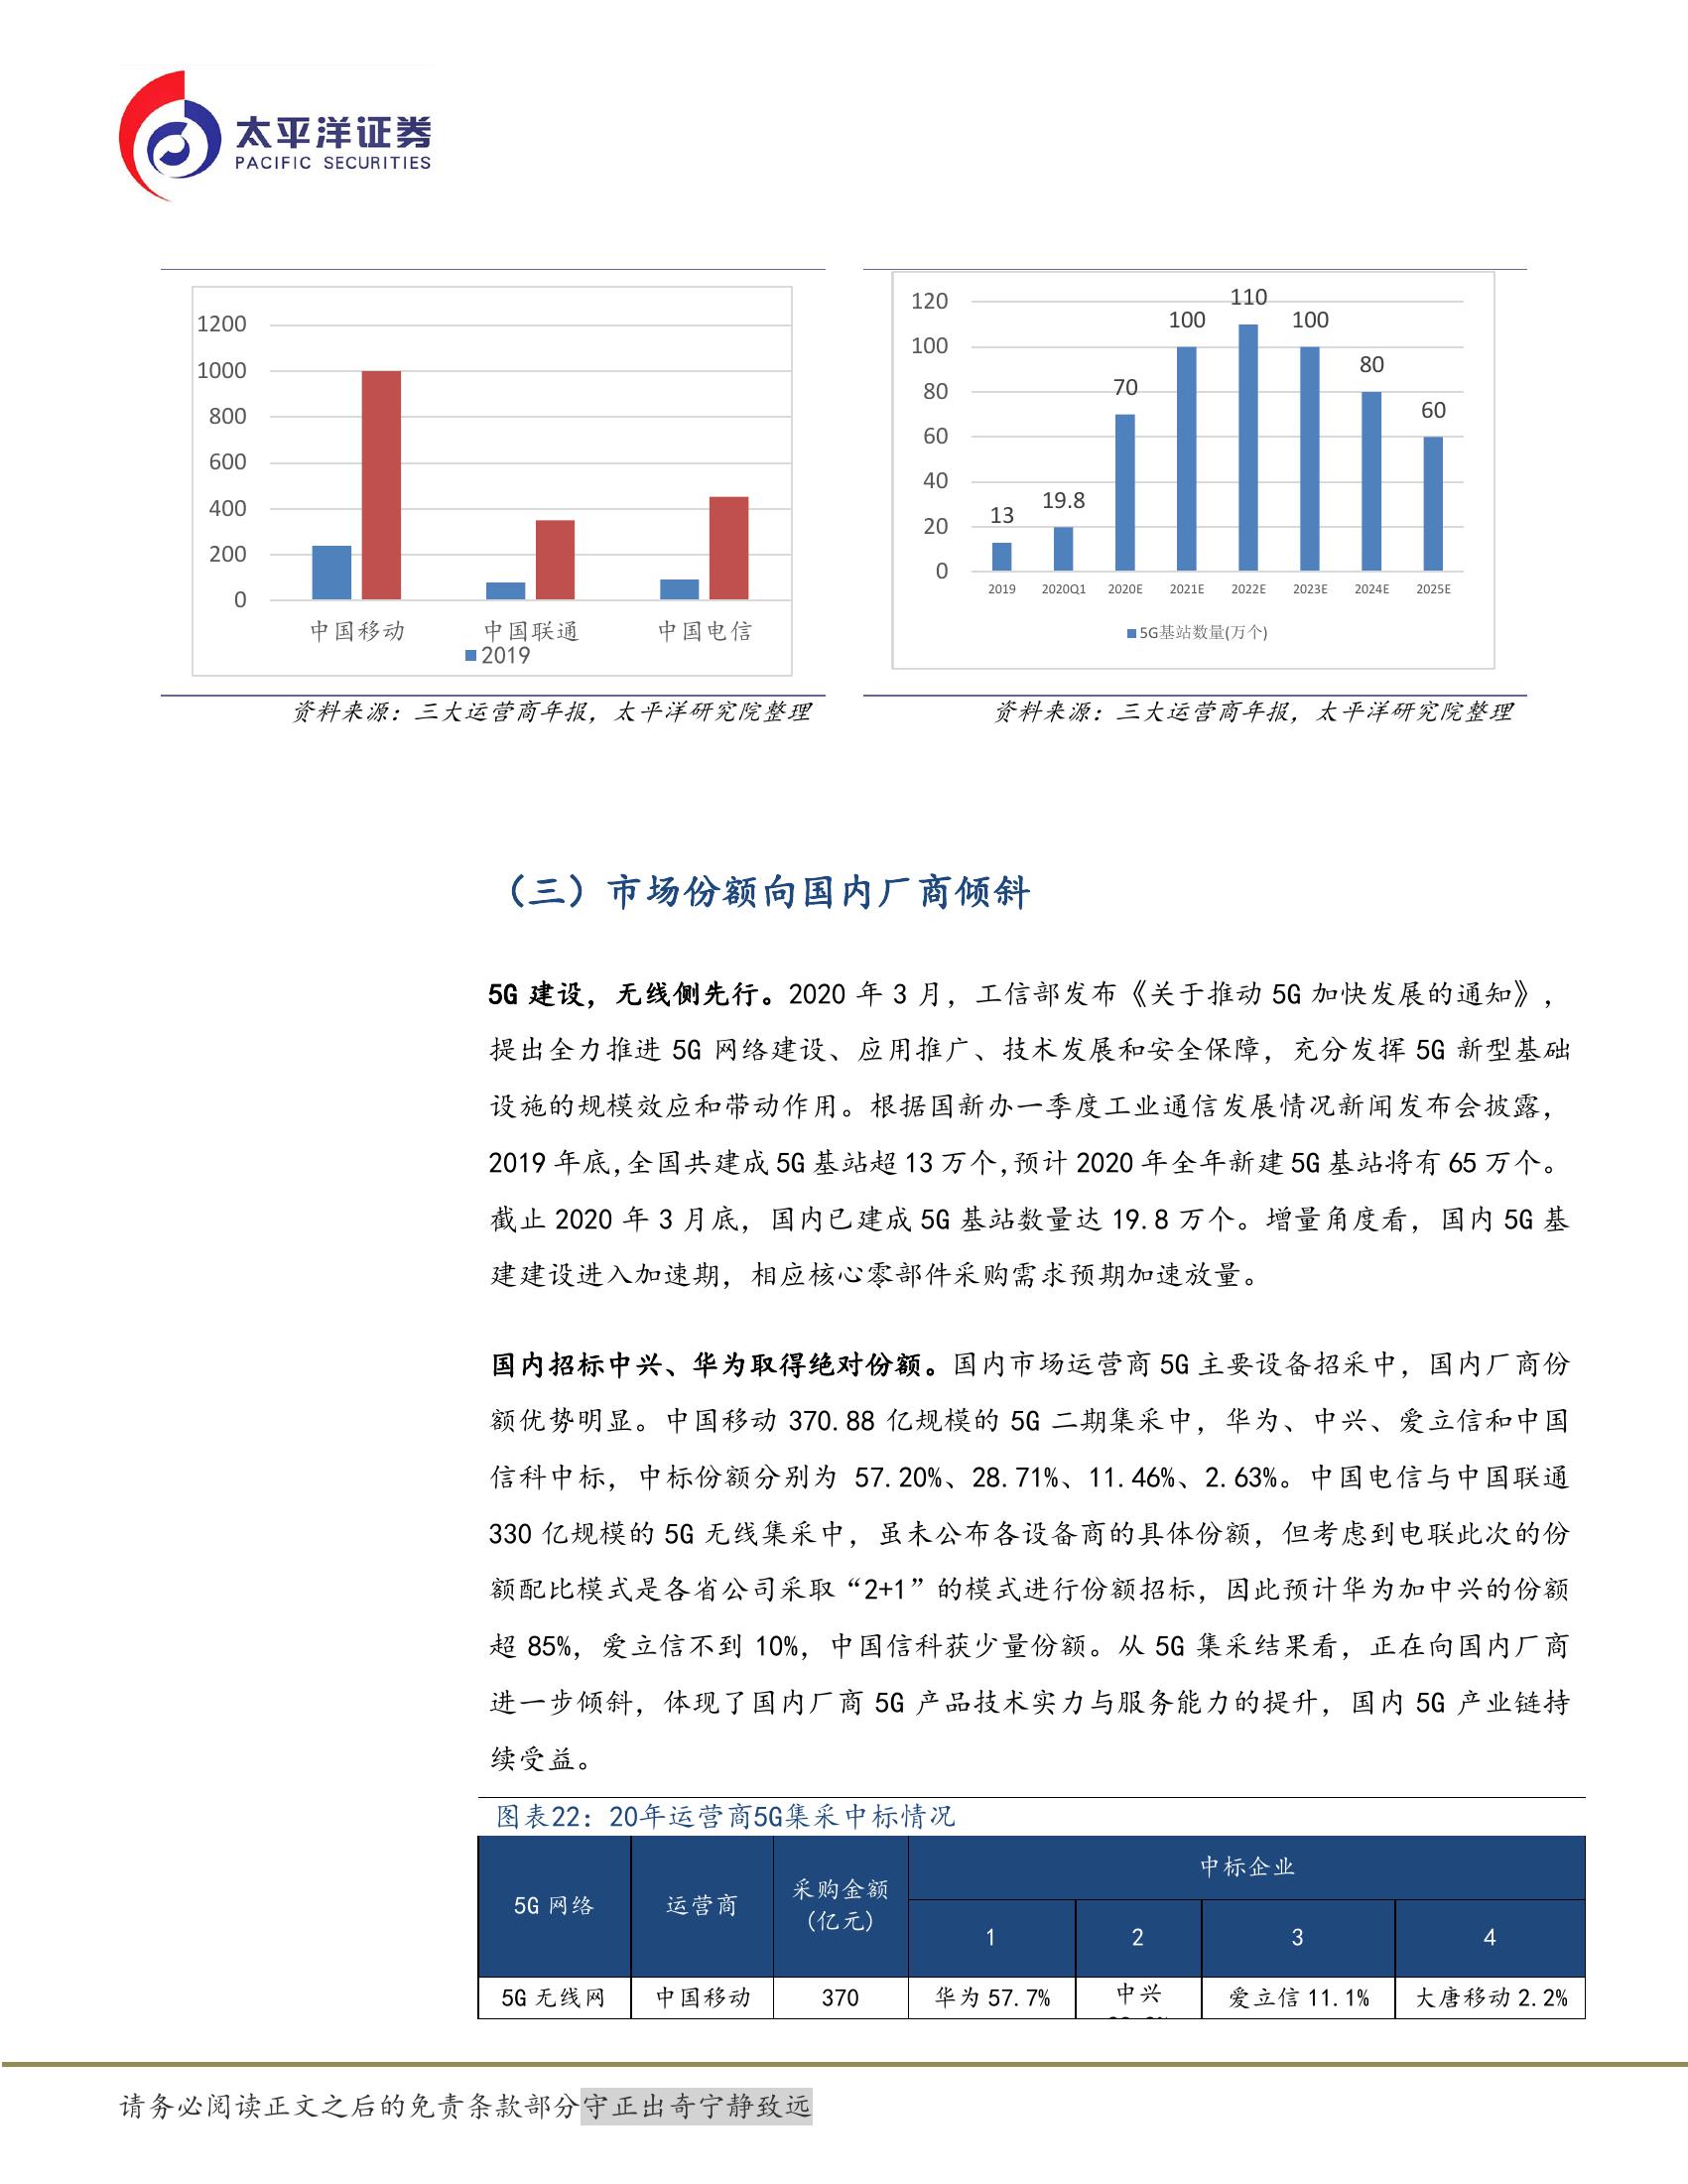 太平洋证券
PACIFIC SECURITIES
1200
1000
800
600
400
200
0
中国移动 中国联通 中国电信
2019
资料来源：三大运营商年报，太平洋研究院整理
120
100
80
60
40
20
0
13 19.8 70 100 110 100 80 60
2019 2020Q1 2020E 2021E 2022E 2023E 2024E 2025E
5G基站数量(万个)
资料来源：三大运营商年报，太平洋研究院整理
（三）市场份额向国内厂商倾斜
5G 建设，无线侧先行。2020 年 3 月，工信部发布《关于推动 5G 加快发展的通知》，
提出全力推进 5G 网络建设、应用推广、技术发展和安全保障，充分发挥 5G 新型基础
设施的规模效应和带动作用。根据国新办一季度工业通信发展情况新闻发布会披露，
2019 年底,全国共建成 5G 基站超 13 万个,预计 2020 年全年新建 5G 基站将有 65 万个。
截止 2020 年 3 月底，国内已建成 5G 基站数量达 19.8 万个。增量角度看，国内 5G 基
建建设进入加速期，相应核心零部件采购需求预期加速放量。
国内招标中兴、华为取得绝对份额。国内市场运营商 5G 主要设备招采中，国内厂商份
额优势明显。中国移动 370.88 亿规模的 5G 二期集采中，华为、中兴、爱立信和中国
信科中标，中标份额分别为 57.20%、28.71%、11.46%、2.63%。中国电信与中国联通
330 亿规模的 5G 无线集采中，虽未公布各设备商的具体份额，但考虑到电联此次的份
额配比模式是各省公司采取“2+1”的模式进行份额招标，因此预计华为加中兴的份额
超 85%，爱立信不到 10%，中国信科获少量份额。从 5G 集采结果看，正在向国内厂商
进一步倾斜，体现了国内厂商 5G 产品技术实力与服务能力的提升，国内 5G 产业链持
续受益。
图表22：20年运营商5G集采中标情况
5G 网络 运营商 采购金额 中标企业
(亿元)
1 2 3 4
5G 无线网 中国移动 370 华为 57.7% 中兴 爱立信 11.1% 大唐移动 2.2%
请务必阅读正文之后的免责条款部分守正出奇宁静致远